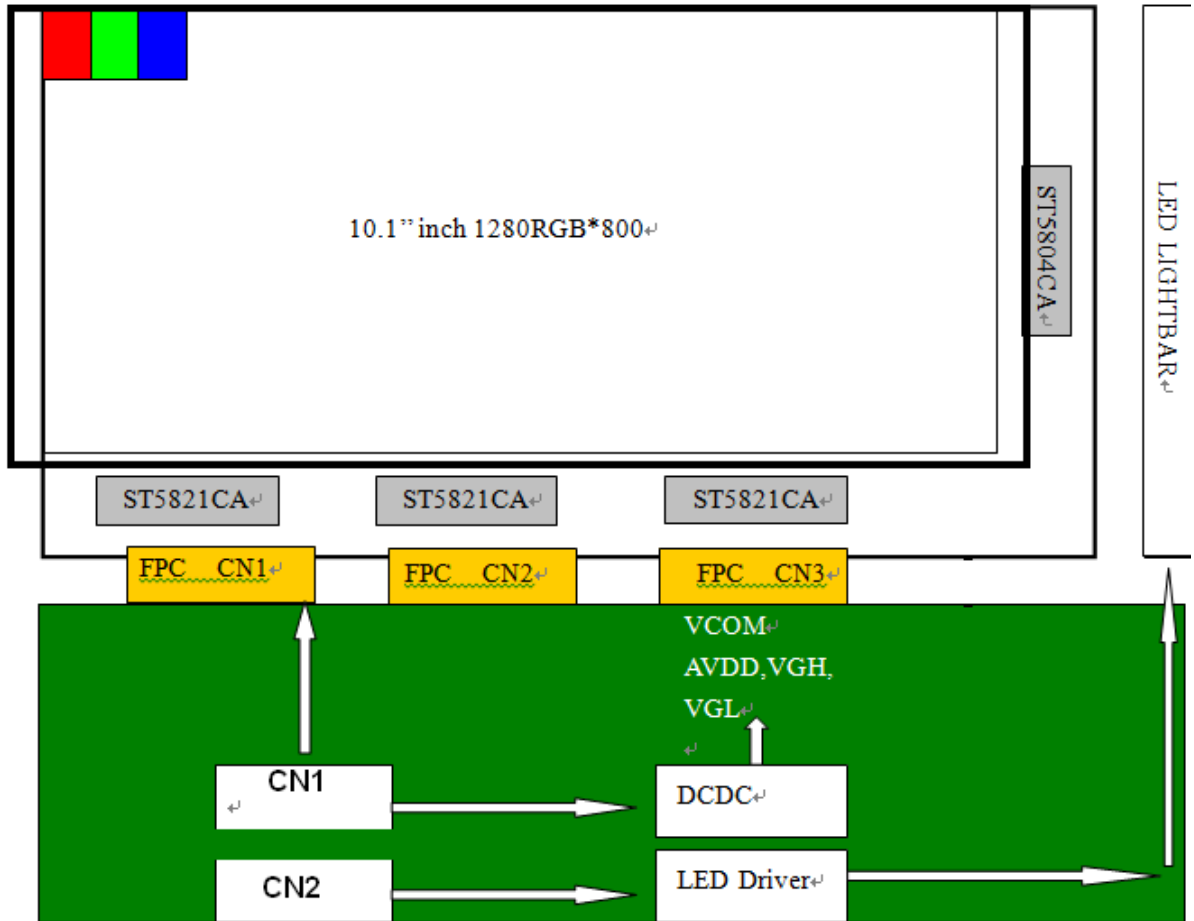 10.1” inch 1280RGB*800↵
ST5804CA↵
LED LIGHTBAR↵
ST5821CA↵
ST5821CA↵
ST5821CA↵
FPC CN1↵
FPC CN2↵
FPC CN3↵
VCOM↵
AVDD,VGH,
VGL↵
↵
CN1
↵
DCDC↵
CN2
LED Driver↵